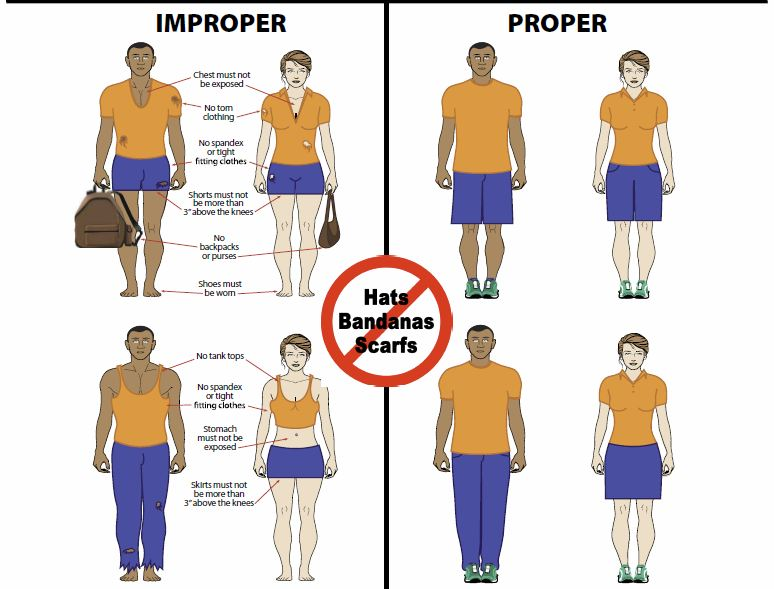 IMPROPER
PROPER
Chest must not
be exposed
No torn
clothing
No spandex
or tight
fitting clothes
Shorts must not
be more than
3" above the knees
No
backpacks
or purses
Shoes must
be worn
Hats
Bandanas
Scarfs
No tank tops
No spandex
or tight
fitting clothes
Stomach
must not be
exposed
Skirts must not
be more than
3" above the knees